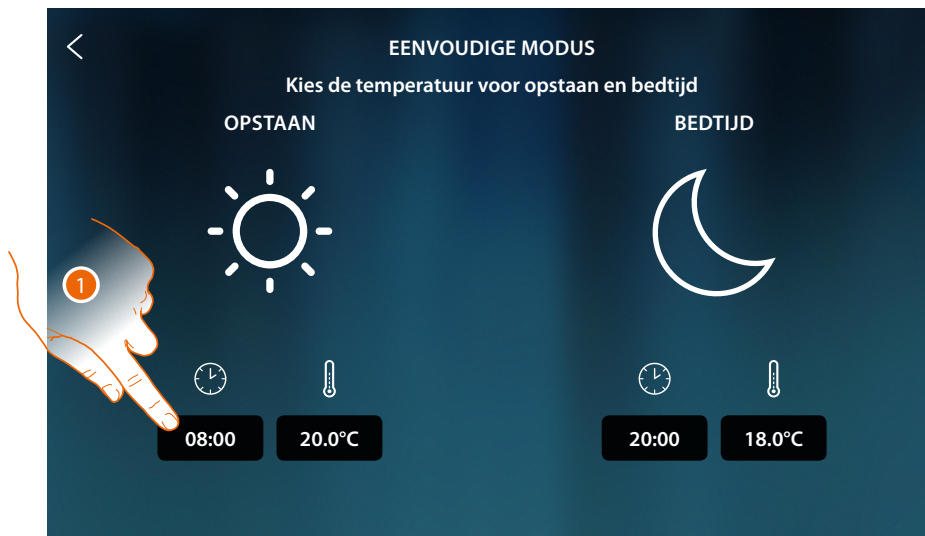 EENVOUDIGE MODUS
Kies de temperatuur voor opstaan en bedtijd
OPSTAAN
BEDTIJD
1
08:00
20.0°C
20:00
18.0°C